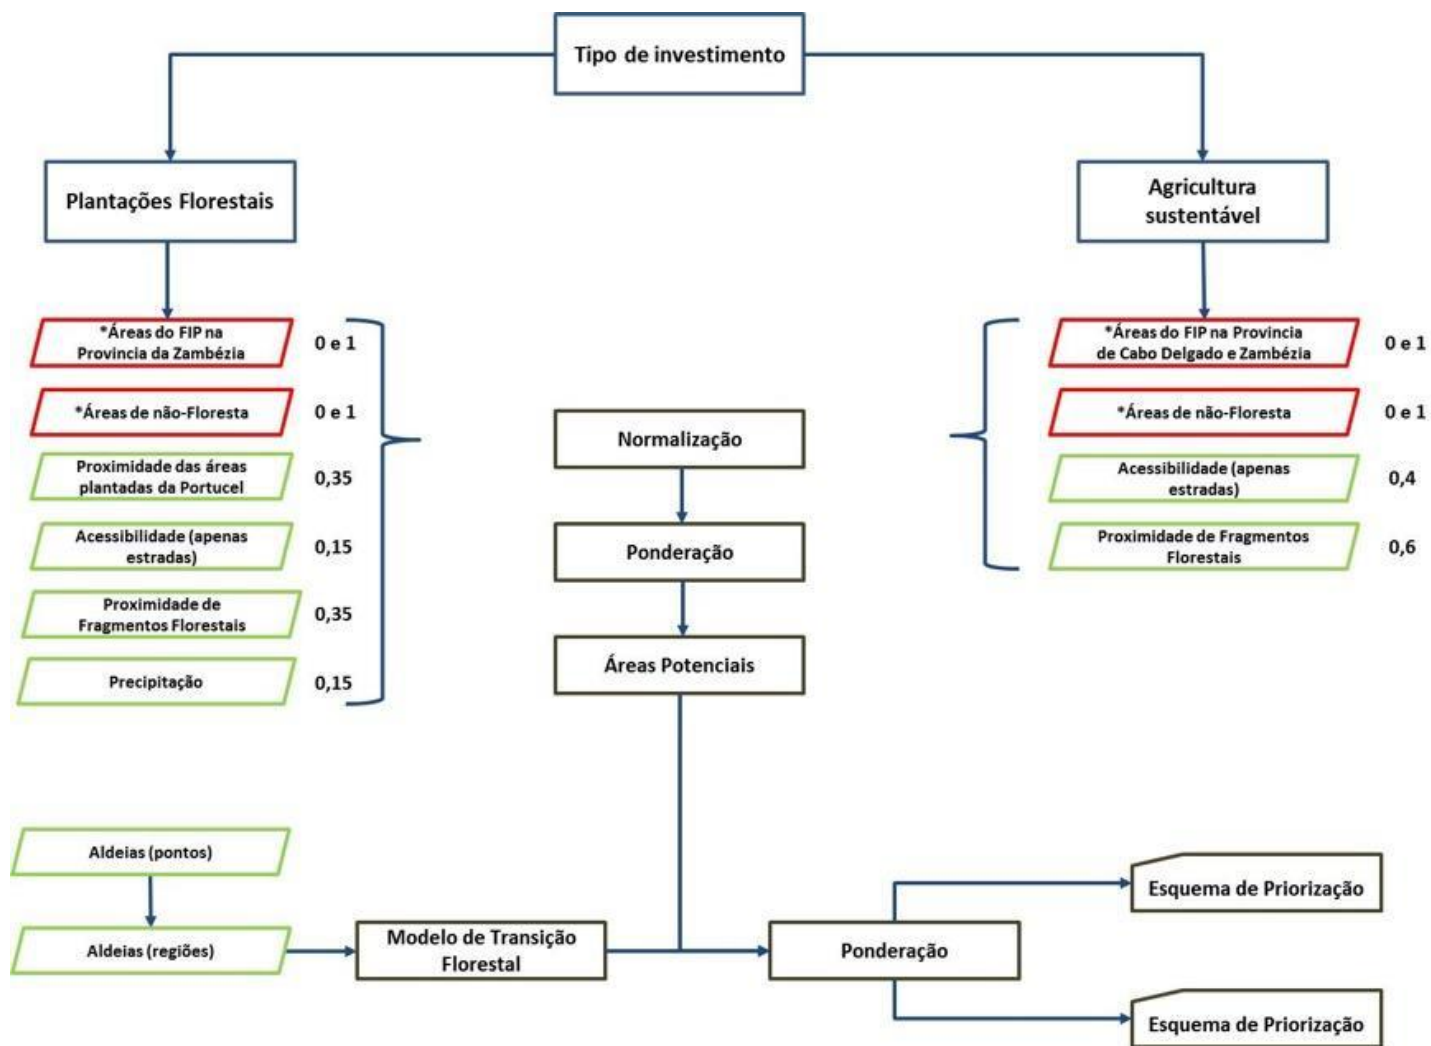 Tipo de investimento
Plantações Florestais
Agricultura
sustentável
*Áreas do FIP na
Provincia da Zambézia
0 e 1
*Áreas de não-Floresta
0 e 1
Proximidade das áreas
plantadas da Portucel
0,35
Acessibilidade (apenas
estradas)
0,15
Proximidade de
Fragmentos Florestais
0,35
Precipitação
0,15
Normalização
Ponderação
Áreas Potenciais
*Áreas do FIP na Provincia
de Cabo Delgado e Zambézia
0 e 1
*Áreas de não-Floresta
0 e 1
Acessibilidade (apenas
estradas)
0,4
Proximidade de Fragmentos
Florestais
0,6
Aldeias (pontos)
Aldeias (regiões)
Modelo de Transição
Florestal
Ponderação
Esquema de Priorização
Esquema de Priorização